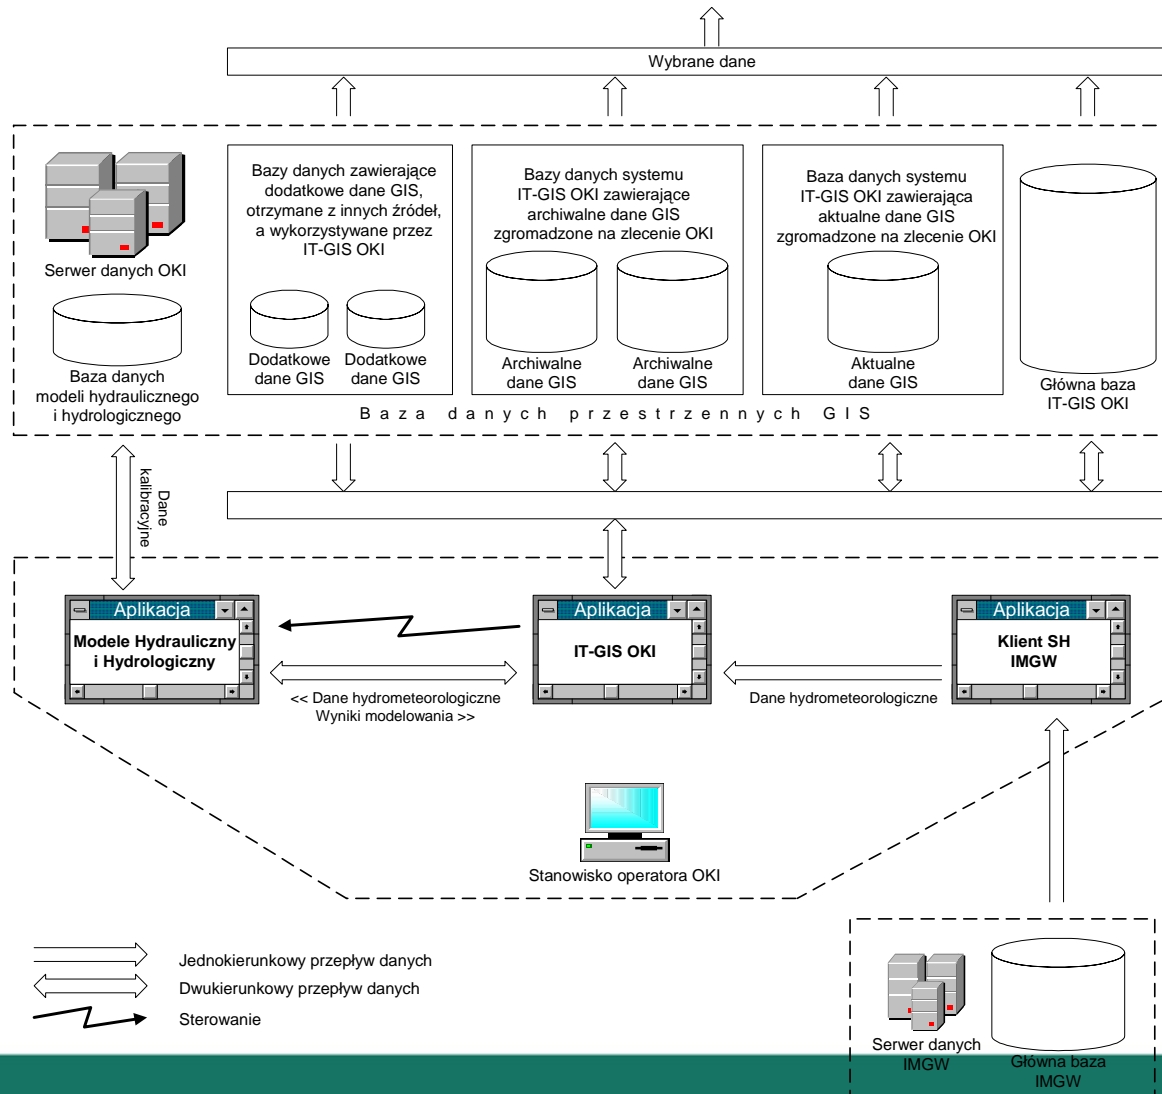 Wybrane dane
Bazy danych zawierające
dodatkowe dane GIS,
otrzymane z innych źródeł,
a wykorzystywane przez
IT-GIS OKI
Bazy danych systemu
IT-GIS OKI zawierające
archiwalne dane GIS
zgromadzone na zlecenie OKI
Baza danych systemu
IT-GIS OKI zawierająca
aktualne dane GIS
zgromadzone na zlecenie OKI
Serwer danych OKI
Baza danych
modeli hydraulicznego
i hydrologicznego
Dodatkowe
dane GIS
Dodatkowe
dane GIS
Archiwalne
dane GIS
Archiwalne
dane GIS
Aktualne
dane GIS
Główna baza
IT-GIS OKI
Baza danych przestrzennych GIS
Dane
kalibracyjne
Aplikacja
Modele Hydrauliczny
i Hydrologiczny
Aplikacja
IT-GIS OKI
Aplikacja
Klient SH
IMGW
<< Dane hydrometeorologiczne
Wyniki modelowania >>
Dane hydrometeorologiczne
Stanowisko operatora OKI
Jednokierunkowy przepływ danych
Dwukierunkowy przepływ danych
Sterowanie
Serwer danych
IMGW
Główna baza
IMGW